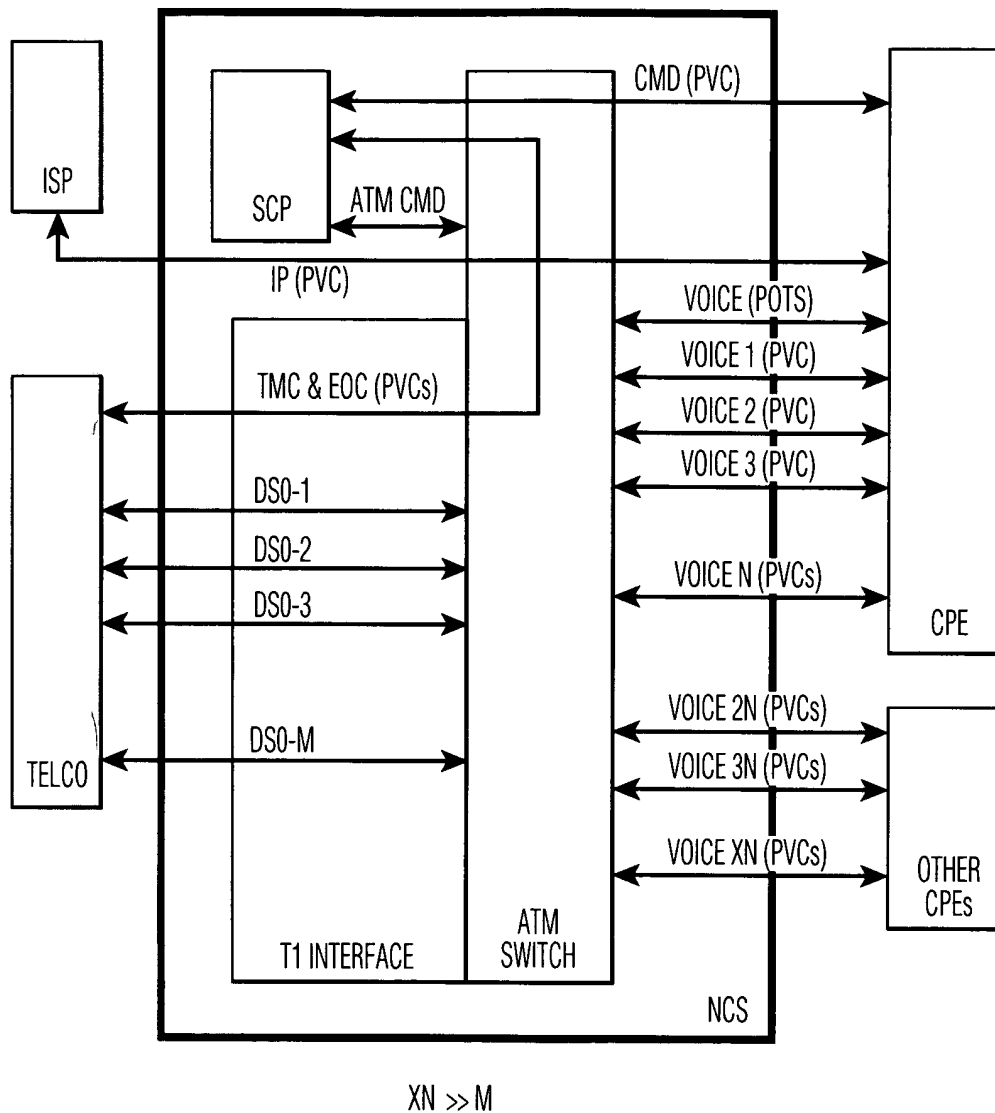 CMD (PVC)
ISP
SCP
ATM CMD
IP (PVC)
VOICE (POTS)
VOICE 1 (PVC)
TMC & EOC (PVCs)
VOICE 2 (PVC)
VOICE 3 (PVC)
DS0-1
DS0-2
VOICE N (PVCs)
DS0-3
CPE
VOICE 2N (PVCs)
DS0-M
TELCO
VOICE 3N (PVCs)
VOICE XN (PVCs)
OTHER
CPEs
ATM
SWITCH
T1 INTERFACE
NCS
XN >> M